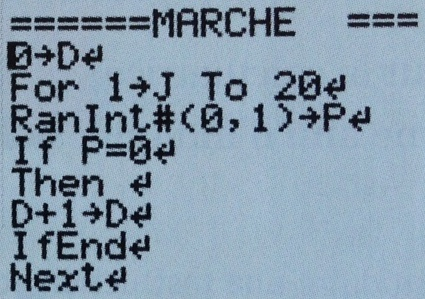 ======MARCHE ===
0→D↵
For 1→J To 20↵
RanInt#(0,1)→P↵
If P=0↵
Then ↵
D+1→D↵
IfEnd↵
Next↵